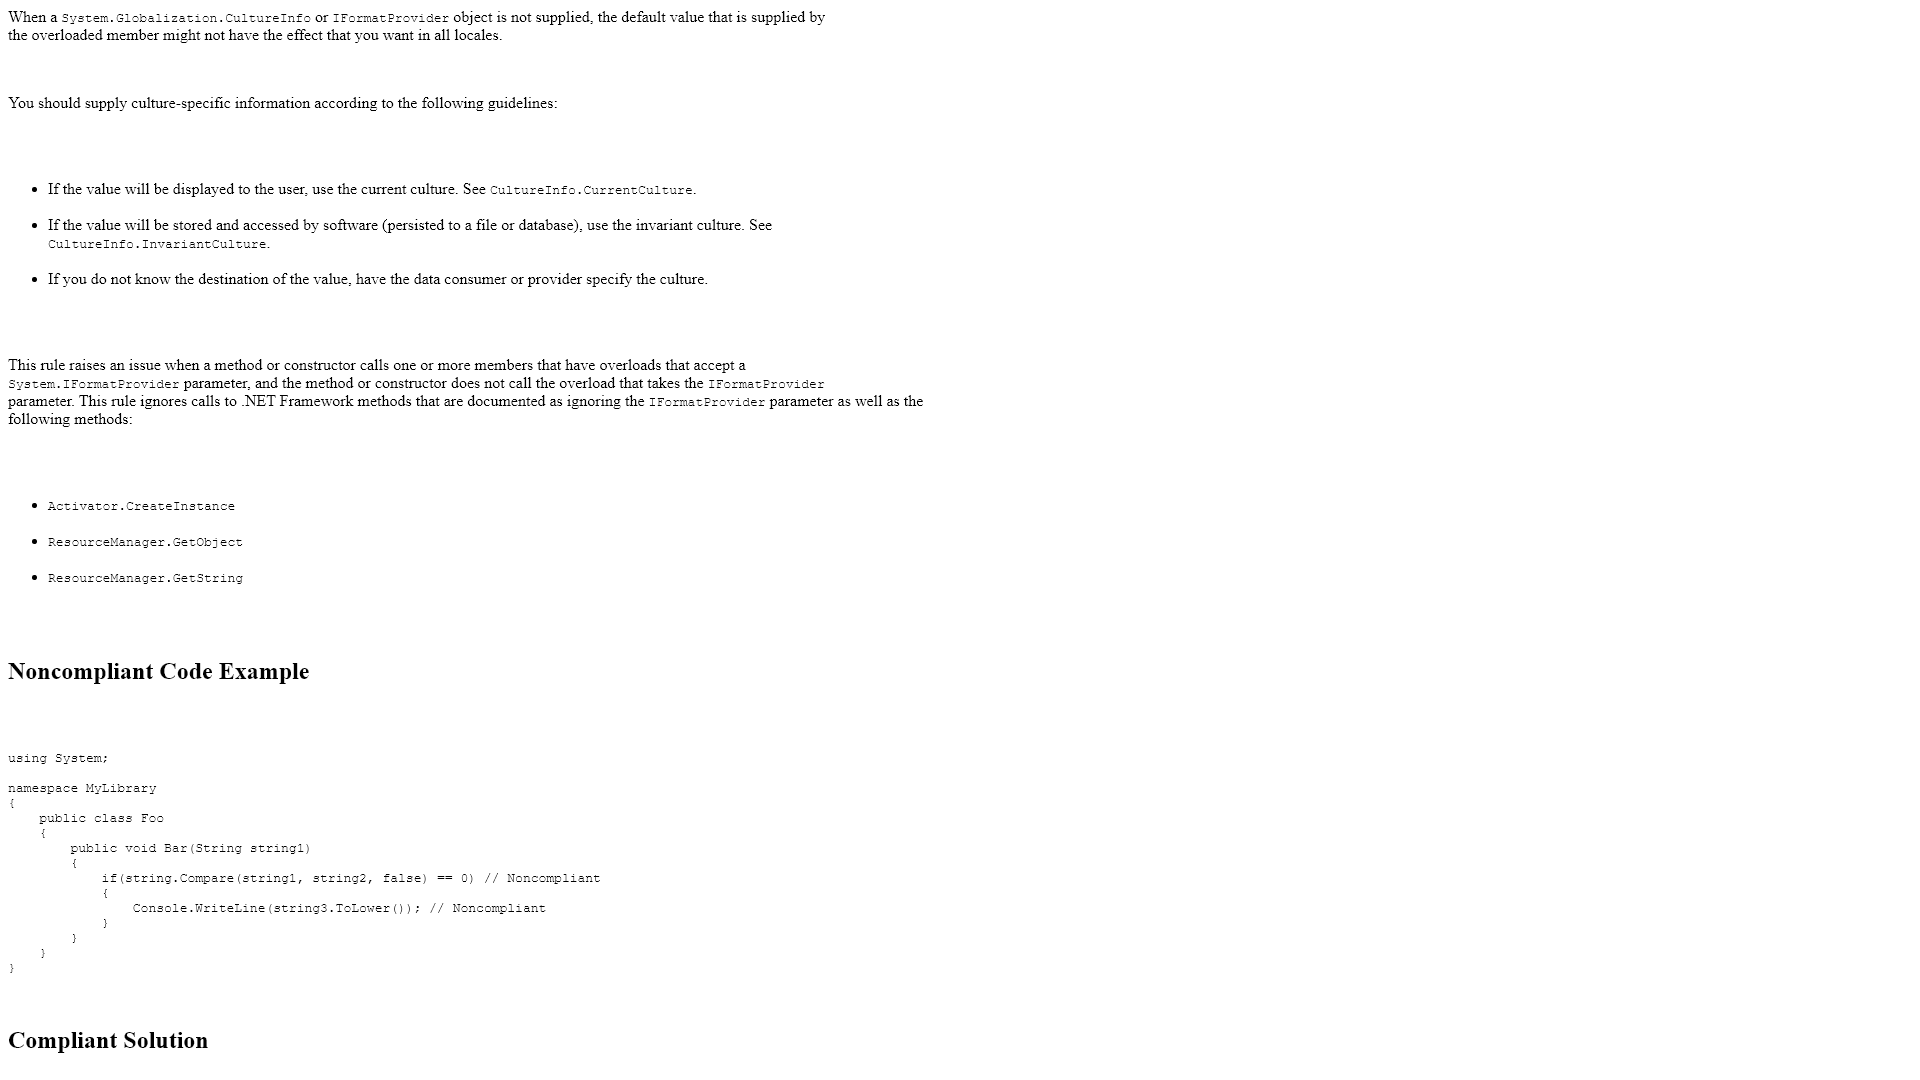 When a System.Globalization.CultureInfo or IFormatProvider object is not supplied, the default value that is supplied by
the overloaded member might not have the effect that you want in all locales.
You should supply culture-specific information according to the following guidelines:
• If the value will be displayed to the user, use the current culture. See CultureInfo.CurrentCulture.
• If the value will be stored and accessed by software (persisted to a file or database), use the invariant culture. See
CultureInfo.InvariantCulture.
• If you do not know the destination of the value, have the data consumer or provider specify the culture.
This rule raises an issue when a method or constructor calls one or more members that have overloads that accept a
System.IFormatProvider parameter, and the method or constructor does not call the overload that takes the IFormatProvider
parameter. This rule ignores calls to .NET Framework methods that are documented as ignoring the IFormatProvider parameter as well as the
following methods:
• Activator.CreateInstance
• ResourceManager.GetObject
• ResourceManager.GetString
Noncompliant Code Example
using System;
namespace MyLibrary
{
    public class Foo
    {
        public void Bar(String string1)
        {
            if(string.Compare(string1, string2, false) == 0) // Noncompliant
            {
                Console.WriteLine(string3.ToLower()); // Noncompliant
            }
        }
    }
}
Compliant Solution